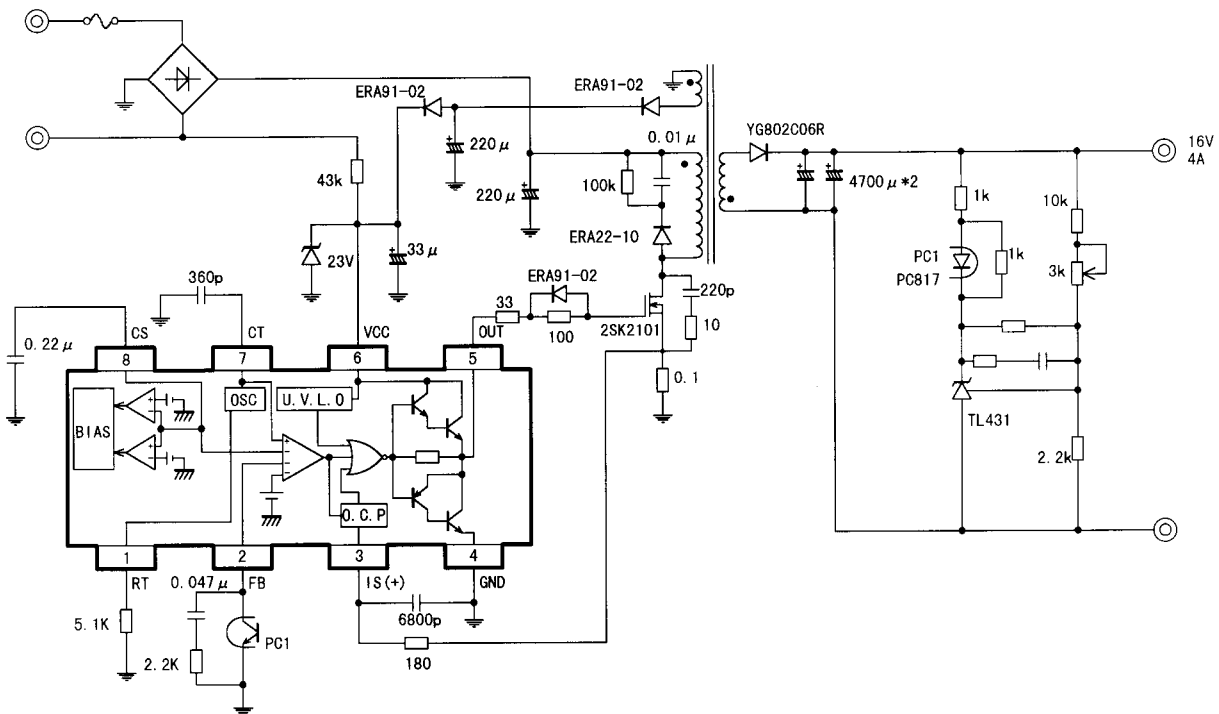 ERA91-02
ERA91-02
0.01μ
YG802C06R
16V
4A
220μ
43k
220μ
100k
4700μ*2
1k
10k
ERA22-10
23V
33μ
PC1
PC817
1k
3k
360p
ERA91-02
220p
33
100
2SK2101
10
CS
CT
VCC
OUT
0.22μ
8
7
6
5
0.1
OSC
U.V.L.O
TL431
BIAS
2.2k
O.C.P
1
2
3
4
RT
0.047μ
FB
IS(+)
GND
6800p
5.1K
PC1
2.2K
180